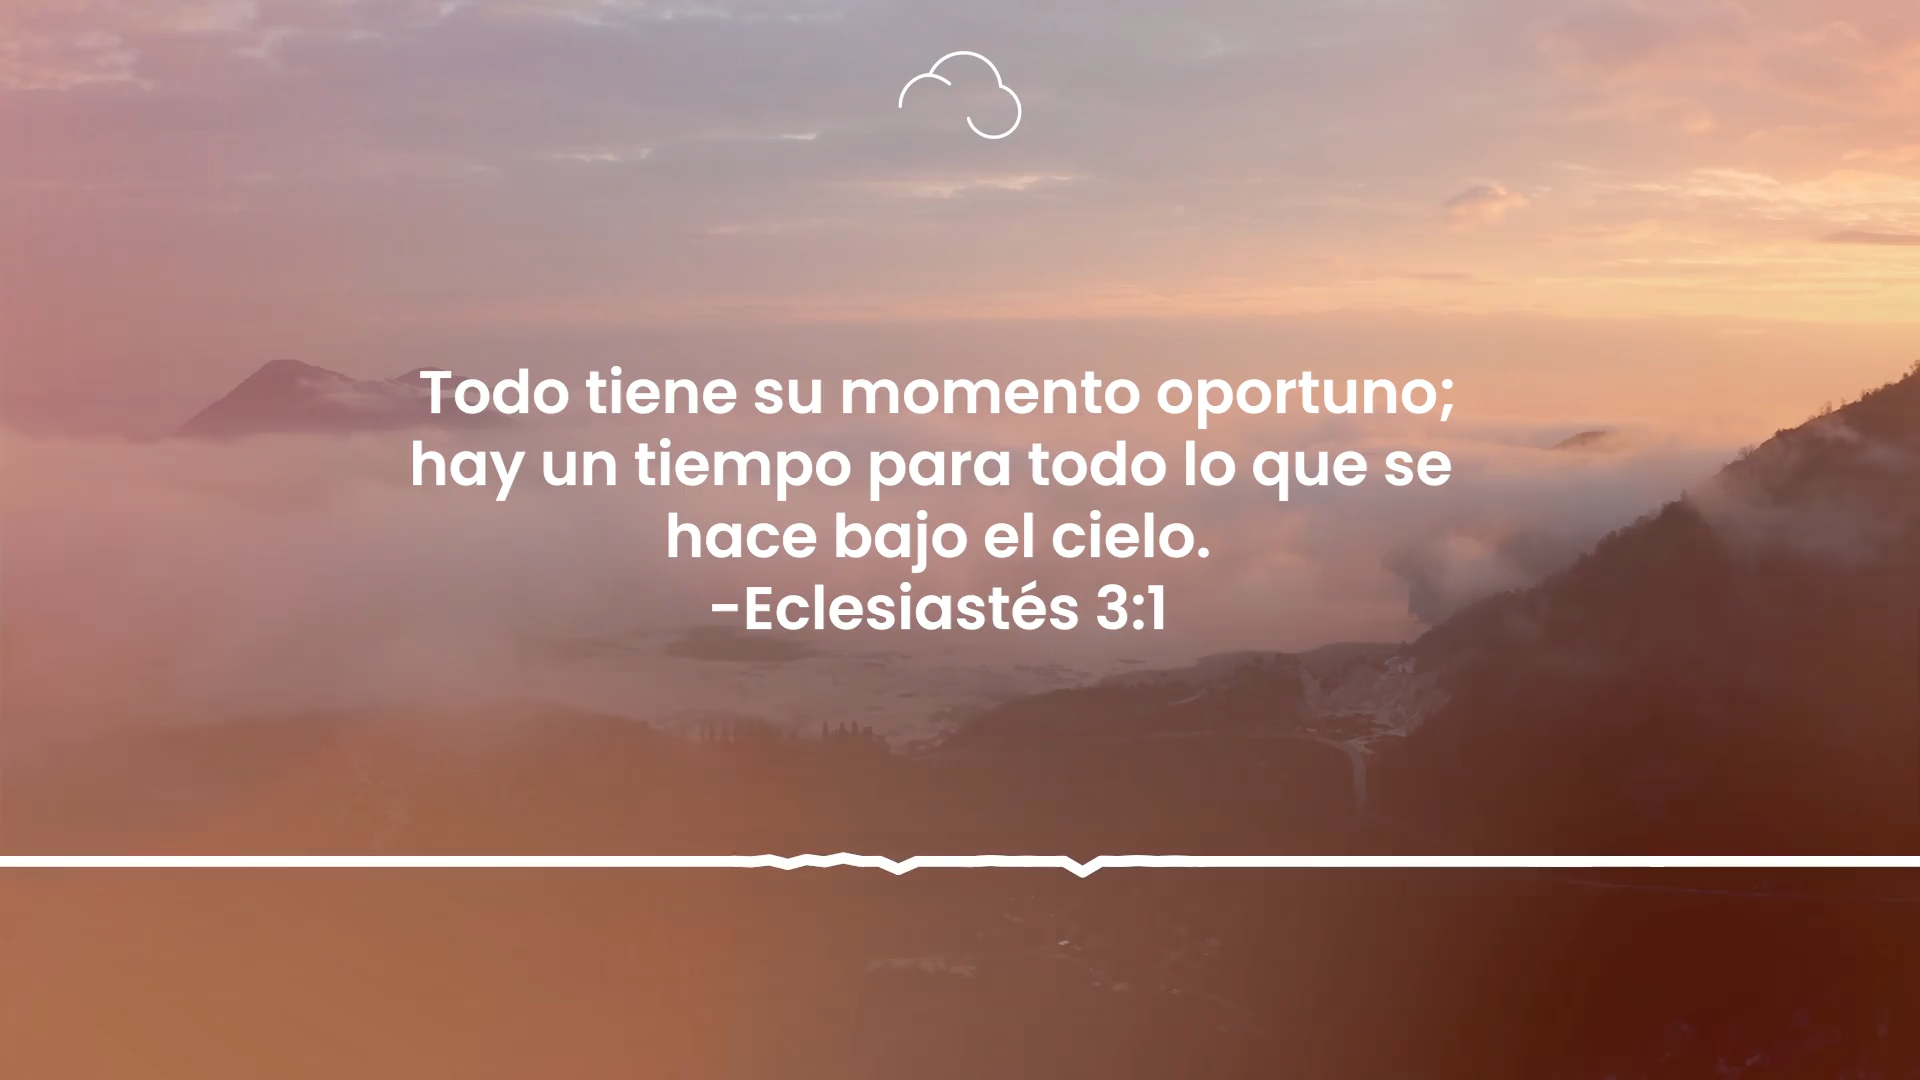 Todo tiene su momento oportuno;
hay un tiempo para todo lo que se
hace bajo el cielo.
-Eclesiastés 3:1